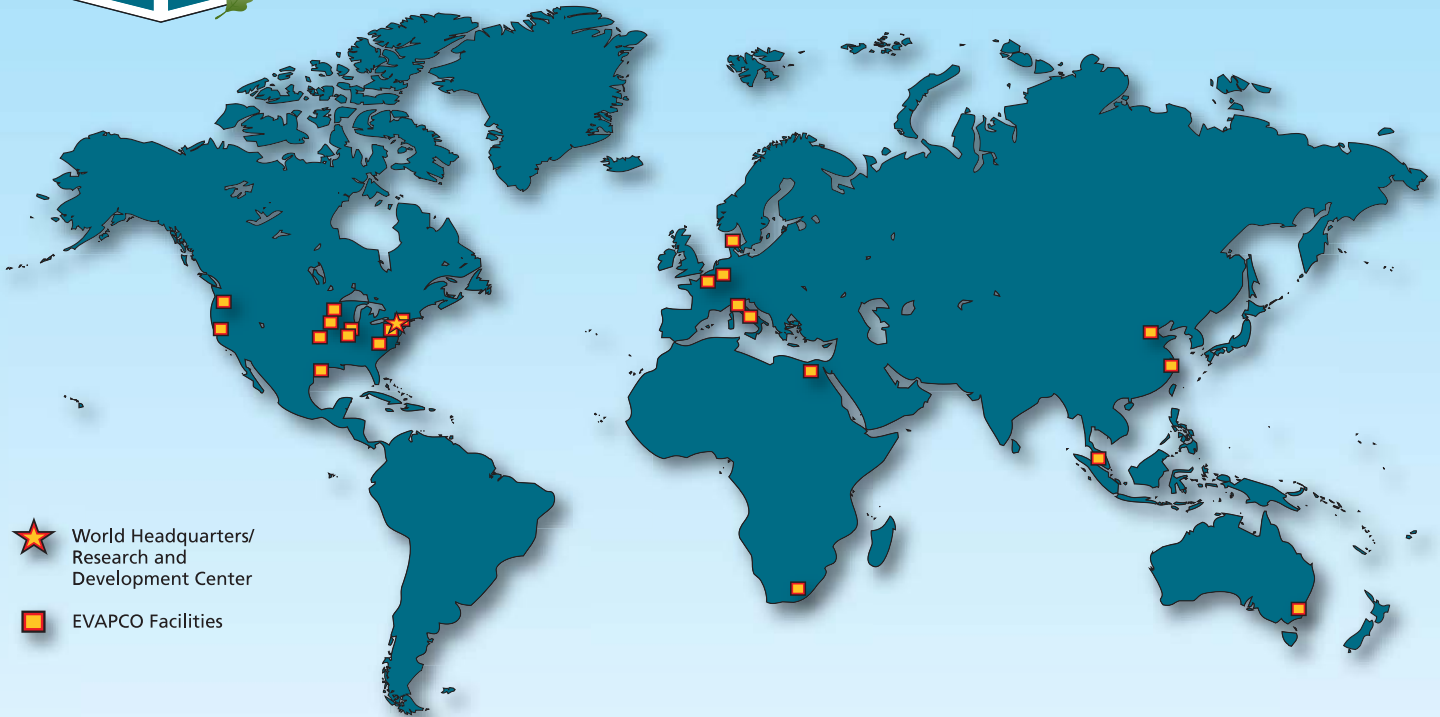 World Headquarters/
Research and
Development Center
EVAPCO Facilities